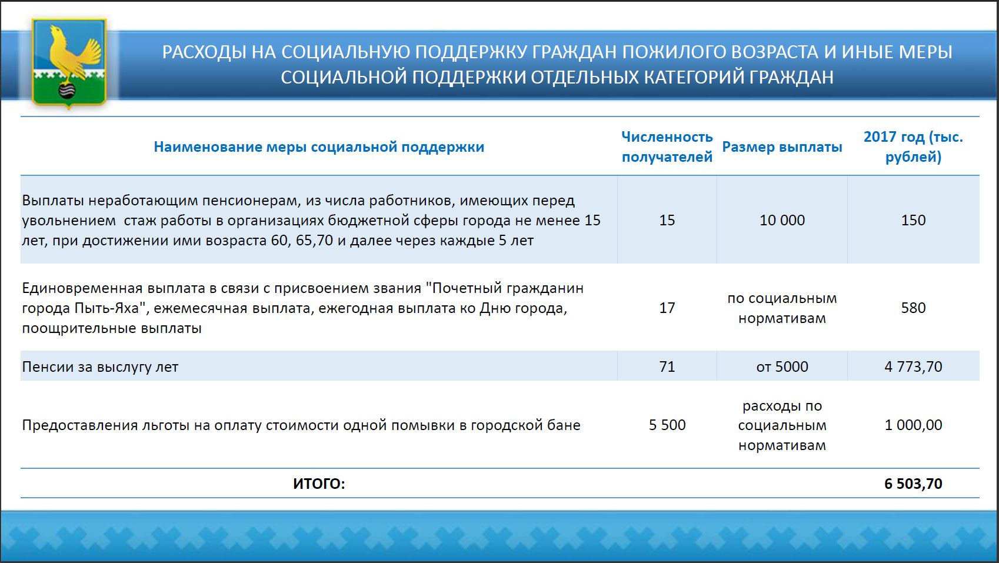 РАСХОДЫ НА СОЦИАЛЬНУЮ ПОДДЕРЖКУ ГРАЖДАН ПОЖИЛОГО ВОЗРАСТА И ИНЫЕ МЕРЫ
СОЦИАЛЬНОЙ ПОДДЕРЖКИ ОТДЕЛЬНЫХ КАТЕГОРИЙ ГРАЖДАН
Наименование меры социальной поддержки
Численность
получателей
Размер выплаты
2017 год (тыс.
рублей)
Выплаты неработающим пенсионерам, из числа работников, имеющих перед
увольнением  стаж работы в организациях бюджетной сферы города не менее 15
лет, при достижении ими возраста 60, 65,70 и далее через каждые 5 лет
15
10 000
150
Единовременная выплата в связи с присвоением звания "Почетный гражданин
города Пыть-Яха", ежемесячная выплата, ежегодная выплата ко Дню города,
поощрительные выплаты
17
по социальным
нормативам
580
Пенсии за выслугу лет
71
от 5000
4 773,70
Предоставления льготы на оплату стоимости одной помывки в городской бане
5 500
расходы по
социальным
нормативам
1 000,00
ИТОГО:
6 503,70